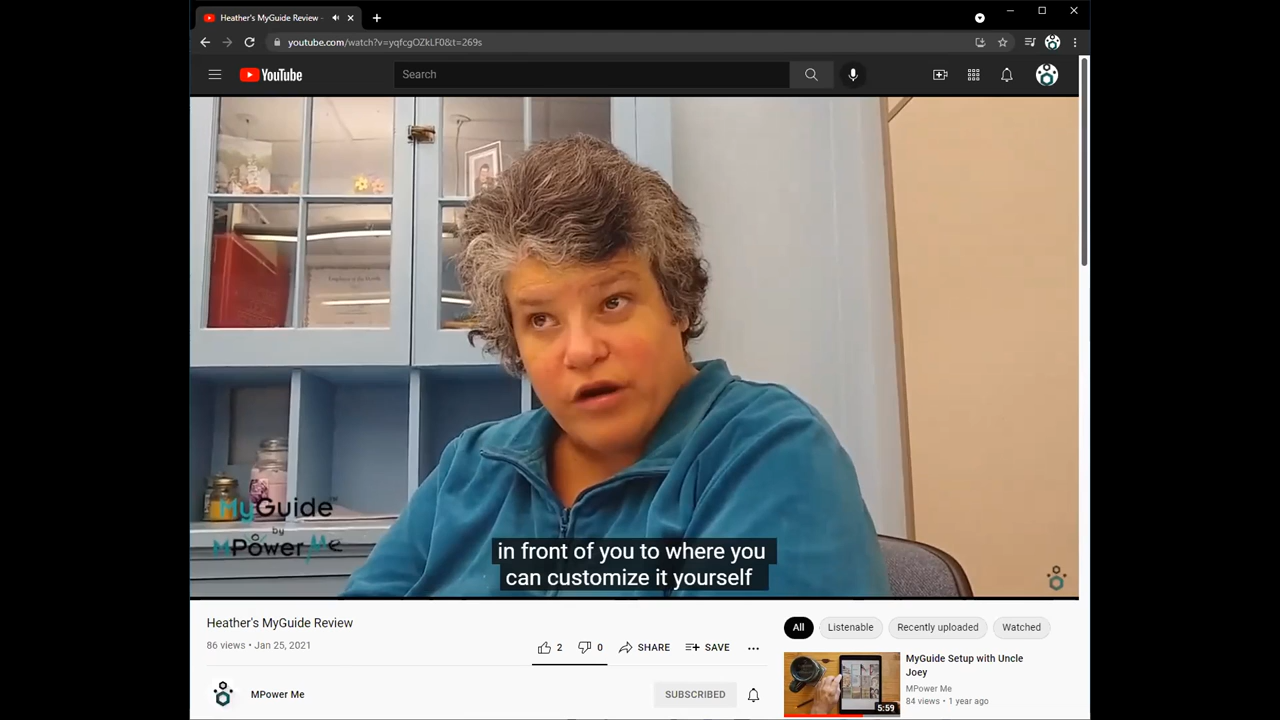 Heather's MyGuide Review -
youtube.com/watch?v=yqfcgOZkLF0&t=269s
YouTube
Search
MyGuide™
by
MPower Me
in front of you to where you
can customize it yourself
Heather's MyGuide Review
86 views • Jan 25, 2021
2
0
SHARE
SAVE
MPower Me
SUBSCRIBED
All
Listenable
Recently uploaded
Watched
MyGuide Setup with Uncle
Joey
MPower Me
84 views • 1 year ago
5:59